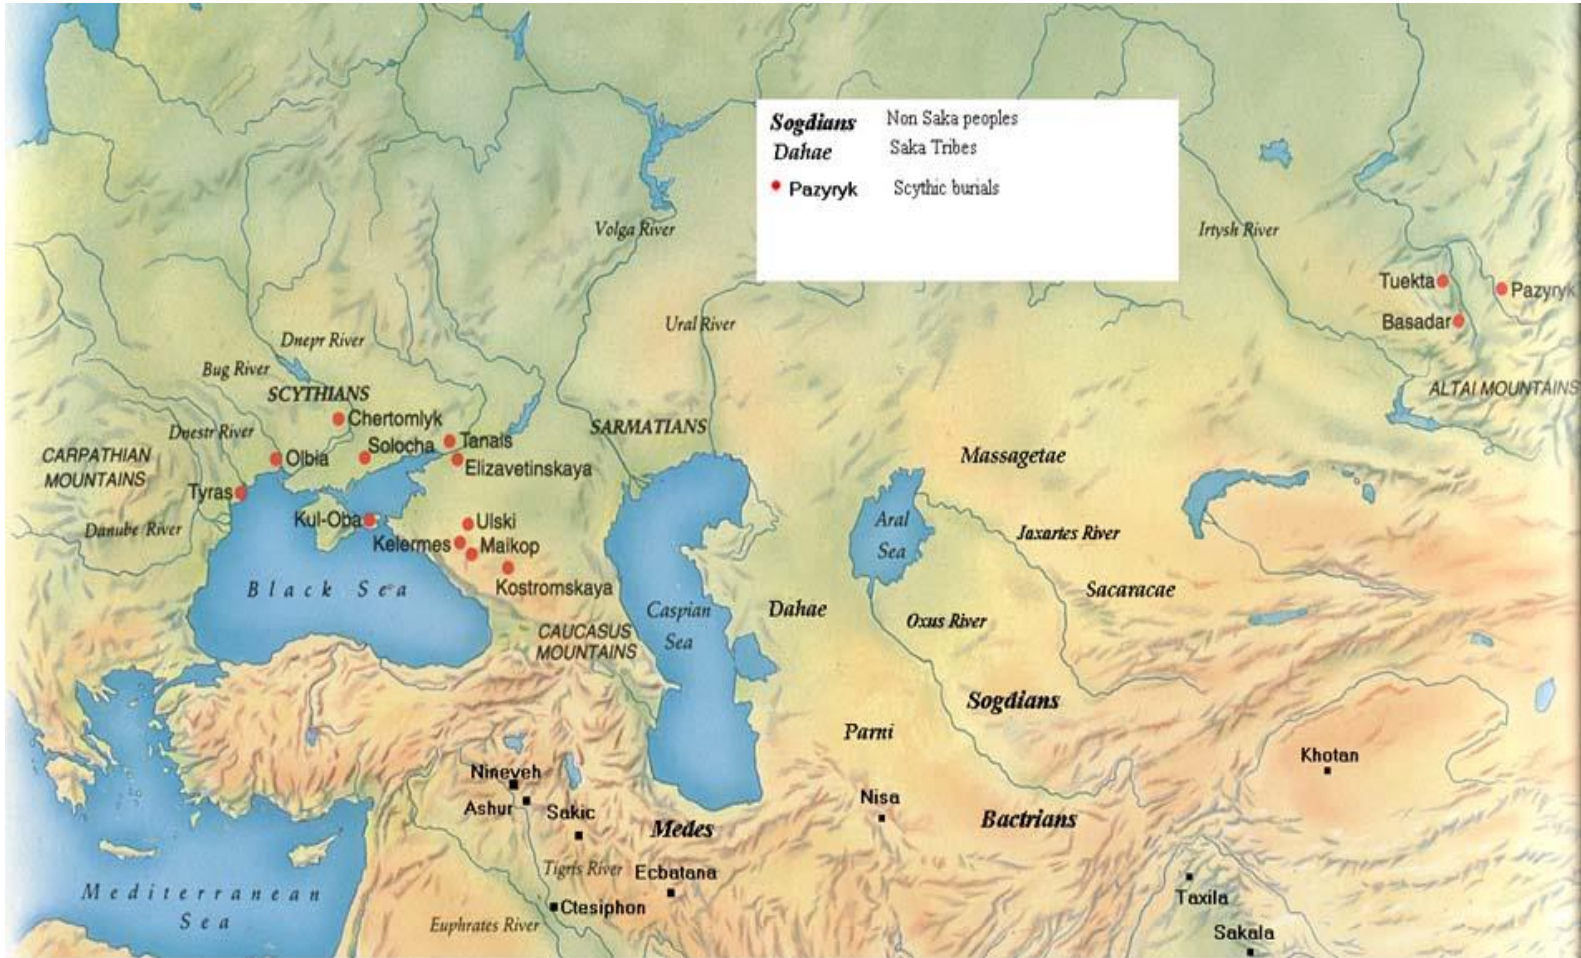 Sogdians Non Saka peoples
Dahae Saka Tribes
Pazyryk Scythic burials
Volga River
Irtysh River
Tuekta
Pazyryk
Basadar
Ural River
Dnepr River
Bug River
SCYTHIANS
ALTAI MOUNTAINS
Chertomlyk
Dnestr River
SARMATIANS
Solocha
Tanais
CARPATHIAN
MOUNTAINS
Olbia
Elizavetinskaya
Massagetae
Tyras
Danube River
Kul-Oba
Ulski
Aral
Sea
Jaxartes River
Kelermes
Maikop
Kostromskaya
Black Sea
Sacaracae
Caspian
Sea
Dahae
Oxus River
CAUCASUS
MOUNTAINS
Sogdians
Parni
Khotan
Nineveh
Ashur
Sakic
Nisa
Medes
Bactrians
Tigris River
Ecbatana
Mediterranean
Sea
Ctesiphon
Euphrates River
Taxila
Sakala